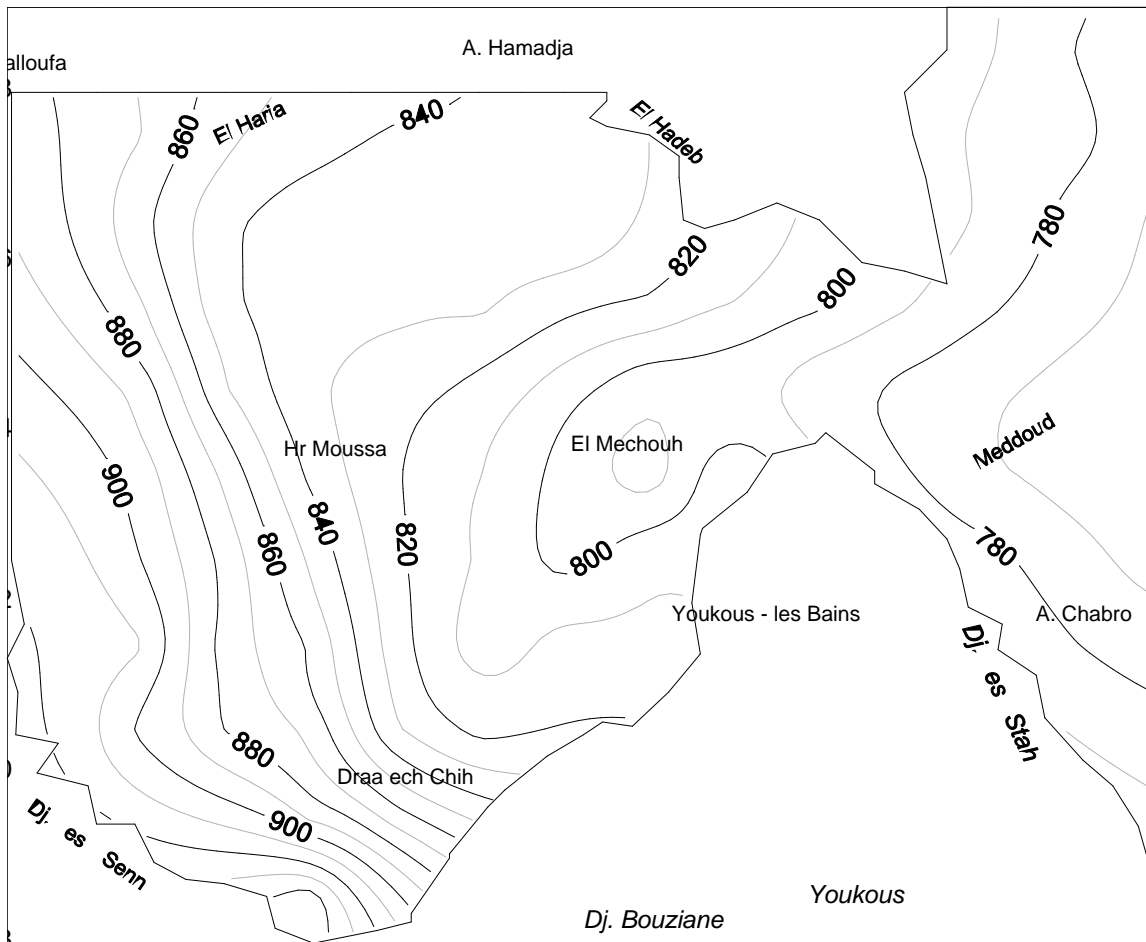 A. Hamadja
alloufa
El Haria
840
860
El Hadeb
780
820
800
880
Meddoud
Hr Moussa
El Mechouh
900
840
820
860
800
780
Youkous - les Bains
A. Chabro
Dj. es Stah
880
Draa ech Chih
900
Dj. es Senn
Youkous
Dj. Bouziane